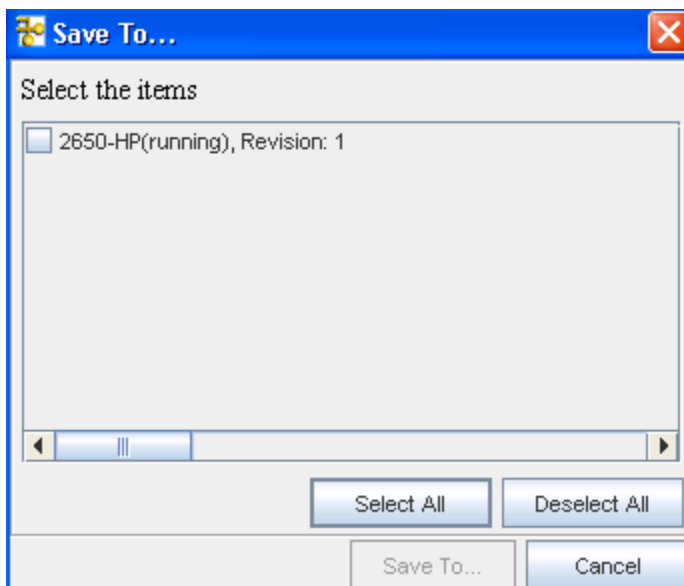 Save To...
Select the items
2650-HP(running), Revision: 1
Select All Deselect All
Save To... Cancel